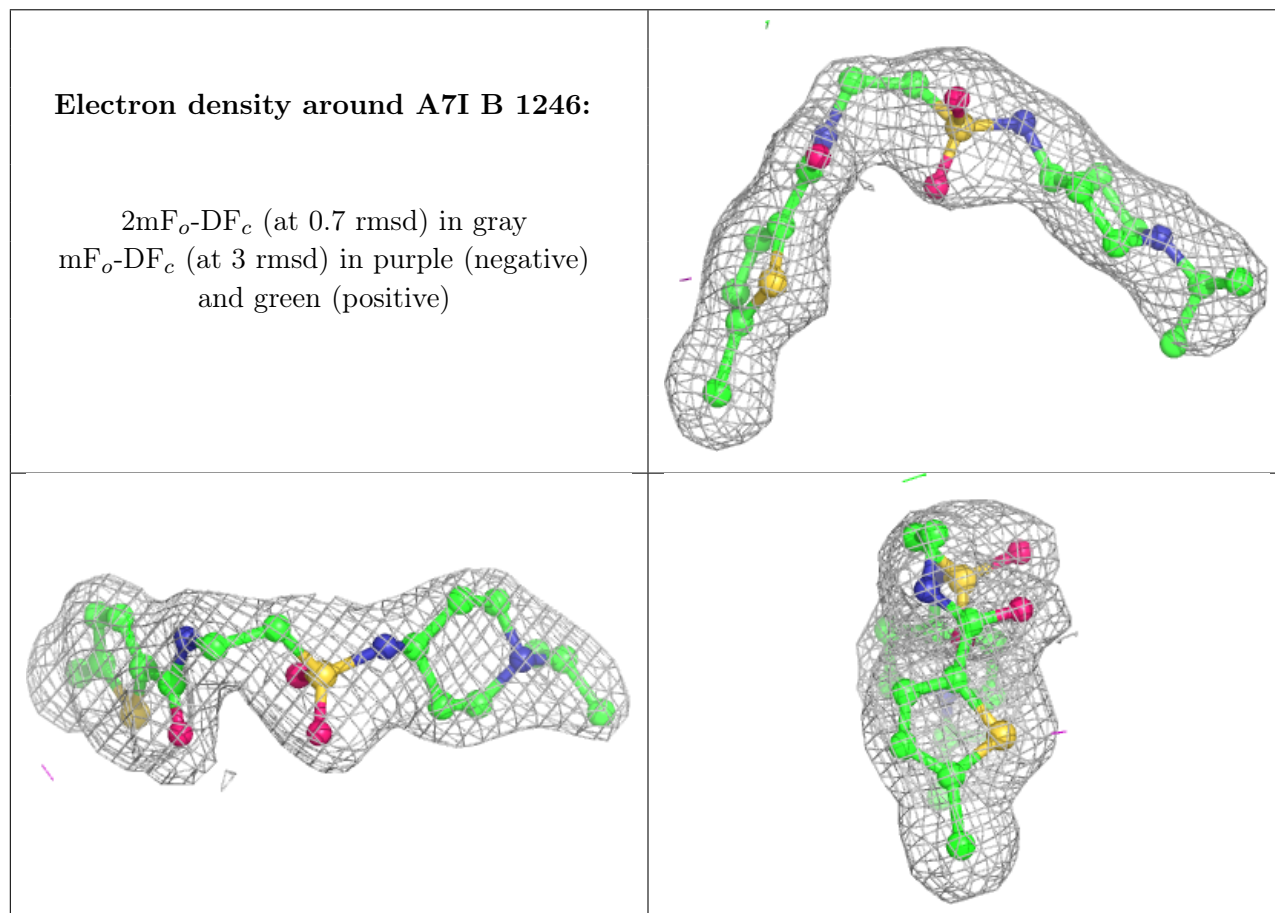 Electron density around A7I B 1246:
2mFo-DFc (at 0.7 rmsd) in gray
mFo-DFc (at 3 rmsd) in purple (negative)
and green (positive)